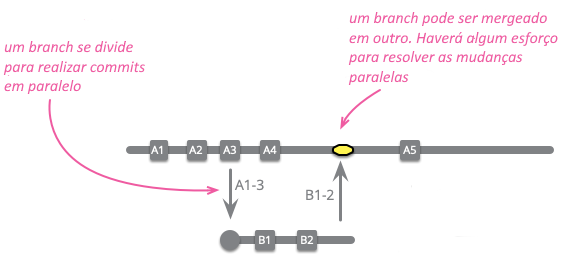 um branch pode ser mergeado
em outro. Haverá algum esforço
para resolver as mudanças
paralelas
um branch se divide
para realizar commits
em paralelo
A1 A2 A3 A4 A5
A1-3
B1-2
B1 B2